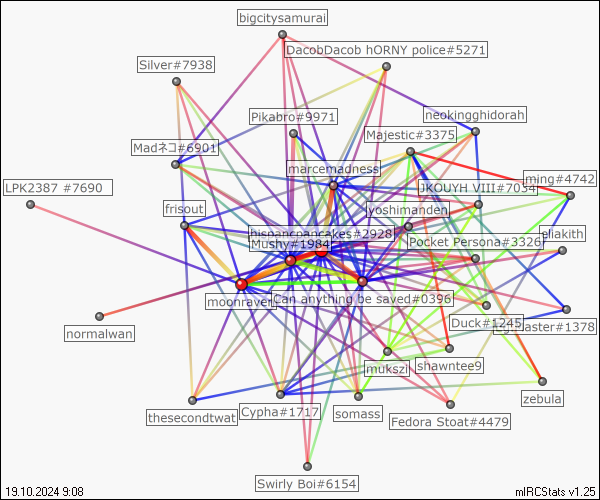 bigcitysamurai
DacobDacob hORNY police#5271
Silver#7938
Pikabro#9971
neokingghidorah
Majestic#3375
Madネコ#6901
marcemadness
ming#4742
LPK2387 #7690
JKOUYH VIII#7034
frisout
yoshimanden
hispancpancakes#2928
eliakith
Mushy#1984
Pocket Persona#3326
moonraver
Can anything be saved#0396
normalwan
Duck#1245
#1378
mukszi
shawntee9
zebula
thesecondtwat
Cypha#1717
somass
Fedora Stoat#4479
Swirly Boi#6154
19.10.2024 9:08
mIRCStats v1.25